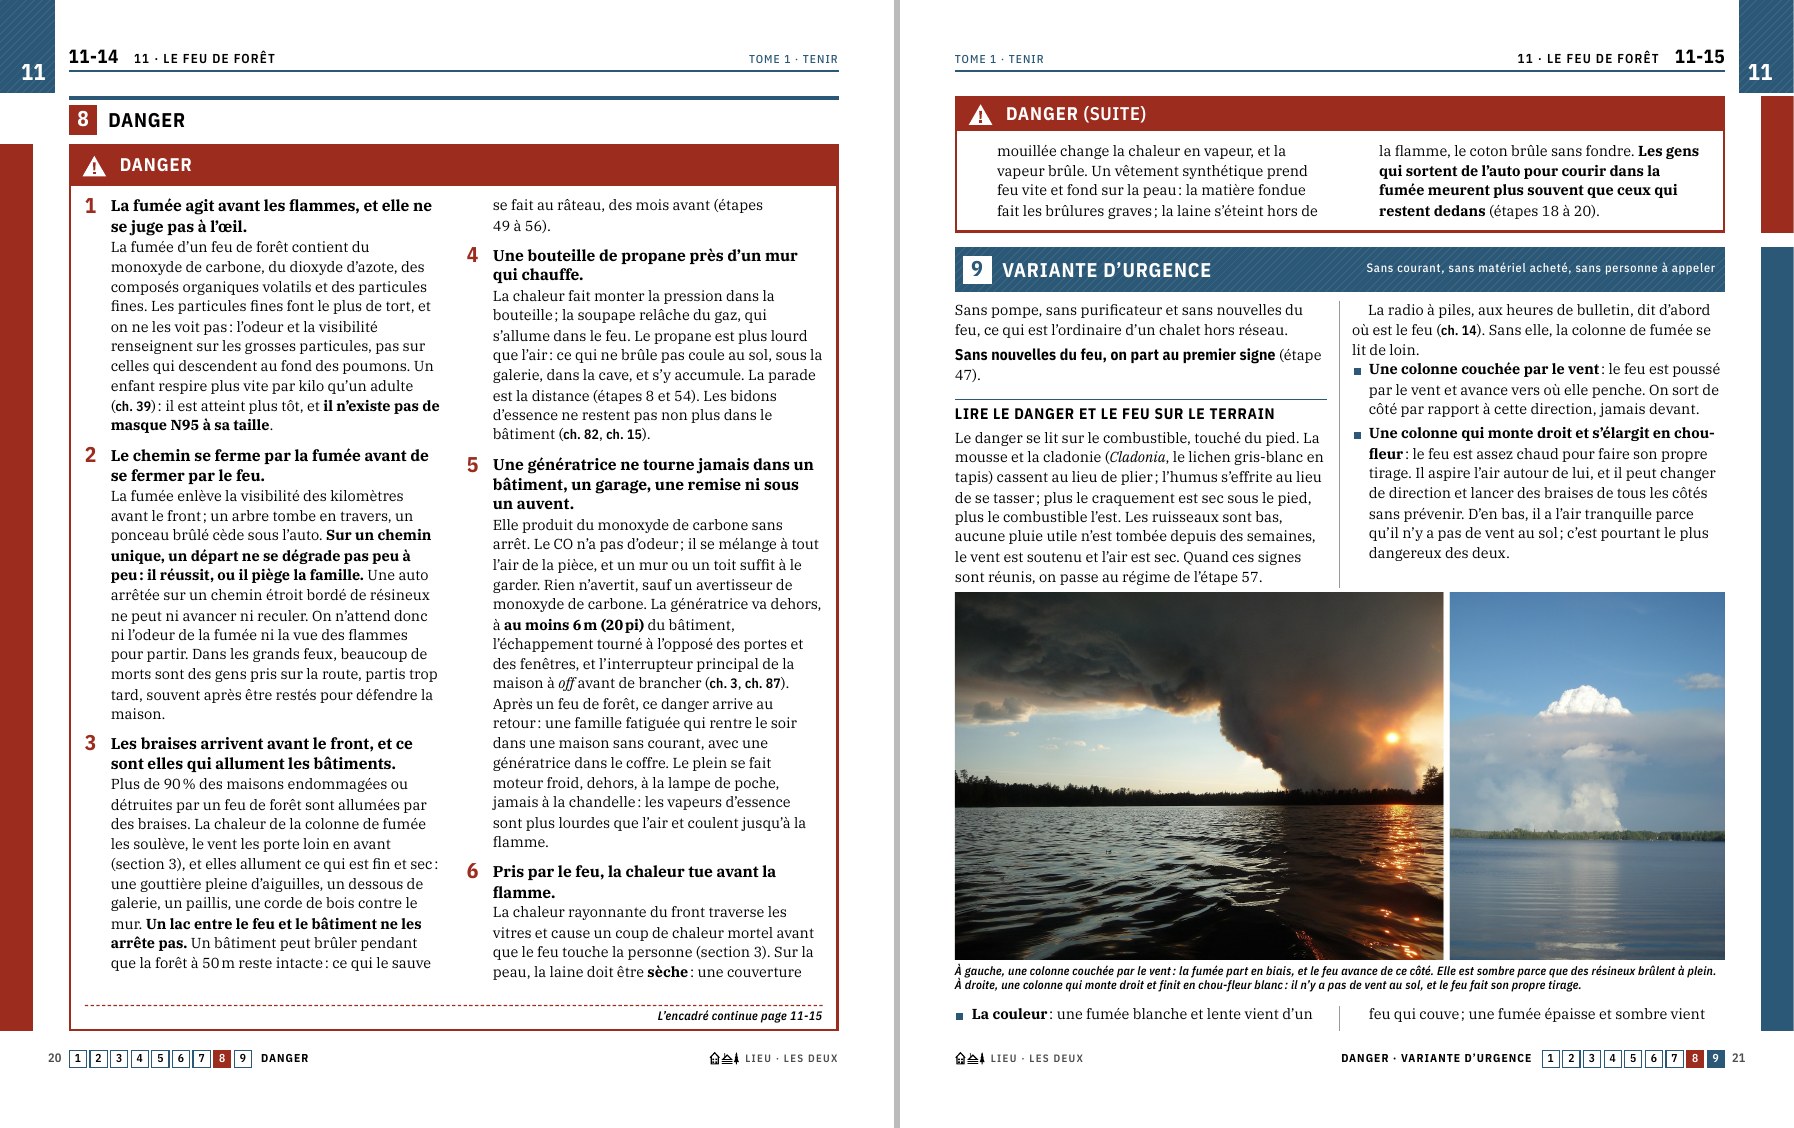 11
11-14 11 · LE FEU DE FORÊT
TOME 1 · TENIR
8 DANGER
DANGER
1 La fumée agit avant les flammes, et elle ne
se juge pas à l’œil.
La fumée d’un feu de forêt contient du
monoxyde de carbone, du dioxyde d’azote, des
composés organiques volatils et des particules
fines. Les particules fines font le plus de tort, et
on ne les voit pas : l’odeur et la visibilité
renseignent sur les grosses particules, pas sur
celles qui descendent au fond des poumons. Un
enfant respire plus vite par kilo qu’un adulte
(ch. 39) : il est atteint plus tôt, et il n’existe pas de
masque N95 à sa taille.
2 Le chemin se ferme par la fumée avant de
se fermer par le feu.
La fumée enlève la visibilité des kilomètres
avant le front ; un arbre tombe en travers, un
ponceau brûlé cède sous l’auto. Sur un chemin
unique, un départ ne se dégrade pas peu à
peu : il réussit, ou il piège la famille. Une auto
arrêtée sur un chemin étroit bordé de résineux
ne peut ni avancer ni reculer. On n’attend donc
ni l’odeur de la fumée ni la vue des flammes
pour partir. Dans les grands feux, beaucoup de
morts sont des gens pris sur la route, partis trop
tard, souvent après être restés pour défendre la
maison.
3 Les braises arrivent avant le front, et ce
sont elles qui allument les bâtiments.
Plus de 90 % des maisons endommagées ou
détruites par un feu de forêt sont allumées par
des braises. La chaleur de la colonne de fumée
les soulève, le vent les porte loin en avant
(section 3), et elles allument ce qui est fin et sec :
une gouttière pleine d’aiguilles, un dessous de
galerie, un paillis, une corde de bois contre le
mur. Un lac entre le feu et le bâtiment ne les
arrête pas. Un bâtiment peut brûler pendant
que la forêt à 50 m reste intacte : ce qui le sauve
se fait au râteau, des mois avant (étapes
49 à 56).
4 Une bouteille de propane près d’un mur
qui chauffe.
La chaleur fait monter la pression dans la
bouteille ; la soupape relâche du gaz, qui
s’allume dans le feu. Le propane est plus lourd
que l’air : ce qui ne brûle pas coule au sol, sous la
galerie, dans la cave, et s’y accumule. La parade
est la distance (étapes 8 et 54). Les bidons
d’essence ne restent pas non plus dans le
bâtiment (ch. 82, ch. 15).
5 Une génératrice ne tourne jamais dans un
bâtiment, un garage, une remise ni sous
un auvent.
Elle produit du monoxyde de carbone sans
arrêt. Le CO n’a pas d’odeur ; il se mélange à tout
l’air de la pièce, et un mur ou un toit suffit à le
garder. Rien n’avertit, sauf un avertisseur de
monoxyde de carbone. La génératrice va dehors,
à au moins 6 m (20 pi) du bâtiment,
l’échappement tourné à l’opposé des portes et
des fenêtres, et l’interrupteur principal de la
maison à off avant de brancher (ch. 3, ch. 87).
Après un feu de forêt, ce danger arrive au
retour : une famille fatiguée qui rentre le soir
dans une maison sans courant, avec une
génératrice dans le coffre. Le plein se fait
moteur froid, dehors, à la lampe de poche,
jamais à la chandelle : les vapeurs d’essence
sont plus lourdes que l’air et coulent jusqu’à la
flamme.
6 Pris par le feu, la chaleur tue avant la
flamme.
La chaleur rayonnante du front traverse les
vitres et cause un coup de chaleur mortel avant
que le feu touche la personne (section 3). Sur la
peau, la laine doit être sèche : une couverture
L’encadré continue page 11-15
20 1 2 3 4 5 6 7 8 9 DANGER
LIEU · LES DEUX
TOME 1 · TENIR
11 · LE FEU DE FORÊT 11-15
11
DANGER (SUITE)
mouillée change la chaleur en vapeur, et la
vapeur brûle. Un vêtement synthétique prend
feu vite et fond sur la peau : la matière fondue
fait les brûlures graves ; la laine s’éteint hors de
la flamme, le coton brûle sans fondre. Les gens
qui sortent de l’auto pour courir dans la
fumée meurent plus souvent que ceux qui
restent dedans (étapes 18 à 20).
9 VARIANTE D’URGENCE
Sans courant, sans matériel acheté, sans personne à appeler
Sans pompe, sans purificateur et sans nouvelles du
feu, ce qui est l’ordinaire d’un chalet hors réseau.
Sans nouvelles du feu, on part au premier signe (étape
47).
LIRE LE DANGER ET LE FEU SUR LE TERRAIN
Le danger se lit sur le combustible, touché du pied. La
mousse et la cladonie (Cladonia, le lichen gris-blanc en
tapis) cassent au lieu de plier ; l’humus s’effrite au lieu
de se tasser ; plus le craquement est sec sous le pied,
plus le combustible l’est. Les ruisseaux sont bas,
aucune pluie utile n’est tombée depuis des semaines,
le vent est soutenu et l’air est sec. Quand ces signes
sont réunis, on passe au régime de l’étape 57.
La radio à piles, aux heures de bulletin, dit d’abord
où est le feu (ch. 14). Sans elle, la colonne de fumée se
lit de loin.
Une colonne couchée par le vent : le feu est poussé
par le vent et avance vers où elle penche. On sort de
côté par rapport à cette direction, jamais devant.
Une colonne qui monte droit et s’élargit en chou-
fleur : le feu est assez chaud pour faire son propre
tirage. Il aspire l’air autour de lui, et il peut changer
de direction et lancer des braises de tous les côtés
sans prévenir. D’en bas, il a l’air tranquille parce
qu’il n’y a pas de vent au sol ; c’est pourtant le plus
dangereux des deux.
À gauche, une colonne couchée par le vent : la fumée part en biais, et le feu avance de ce côté. Elle est sombre parce que des résineux brûlent à plein.
À droite, une colonne qui monte droit et finit en chou-fleur blanc : il n’y a pas de vent au sol, et le feu fait son propre tirage.
La couleur : une fumée blanche et lente vient d’un
feu qui couve ; une fumée épaisse et sombre vient
LIEU · LES DEUX
DANGER · VARIANTE D’URGENCE 1 2 3 4 5 6 7 8 9 21